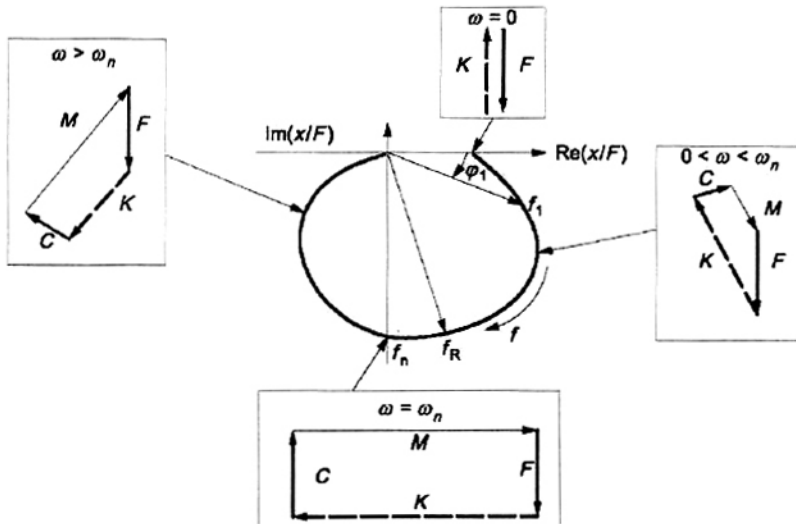 ω = 0
K F
ω > ωn
M F
K
C
Im(x/F) Re(x/F)
φ1
f1
0 < ω < ωn
C
M
K F
f
fn fR
ω = ωn
M
C F
K